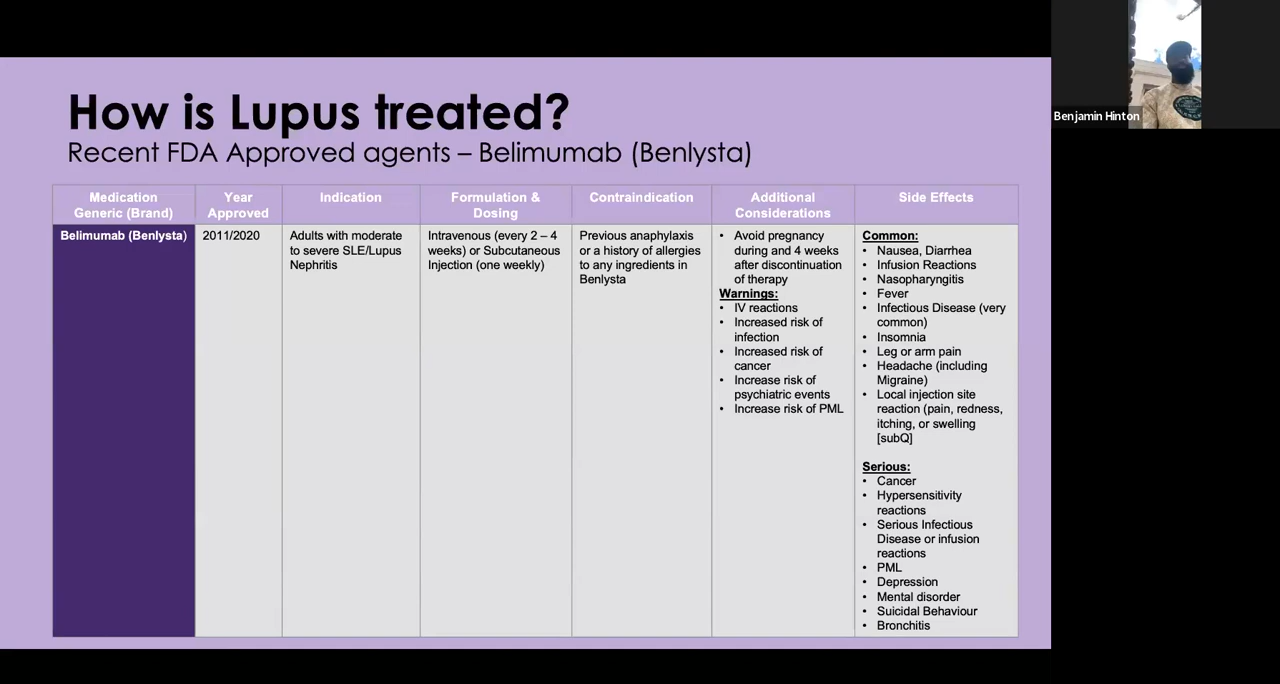 How is Lupus treated?
Recent FDA Approved agents – Belimumab (Benlysta)
Medication
Generic (Brand)
Year
Approved
Indication
Formulation &
Dosing
Contraindication
Additional
Considerations
Side Effects
Belimumab (Benlysta)
2011/2020
Adults with moderate
to severe SLE/Lupus
Nephritis
Intravenous (every 2 – 4
weeks) or Subcutaneous
Injection (one weekly)
Previous anaphylaxis
or a history of allergies
to any ingredients in
Benlysta
• Avoid pregnancy
during and 4 weeks
after discontinuation
of therapy
Warnings:
• IV reactions
• Increased risk of
infection
• Increased risk of
cancer
• Increase risk of
psychiatric events
• Increase risk of PML
Common:
• Nausea, Diarrhea
• Infusion Reactions
• Nasopharyngitis
• Fever
• Infectious Disease (very
common)
• Insomnia
• Leg or arm pain
• Headache (including
Migraine)
• Local injection site
reaction (pain, redness,
itching, or swelling
[subQ]
Serious:
• Cancer
• Hypersensitivity
reactions
• Serious Infectious
Disease or infusion
reactions
• PML
• Depression
• Mental disorder
• Suicidal Behaviour
• Bronchitis
Benjamin Hinton